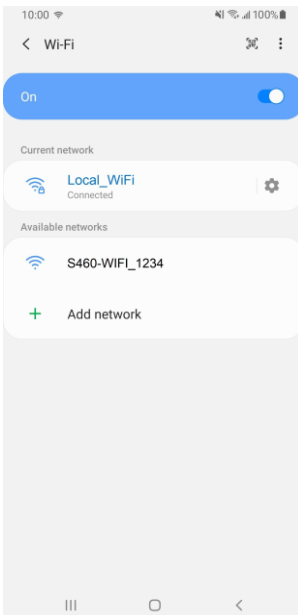 10:00
100%
Wi-Fi
On
Current network
Local_WiFi
Connected
Available networks
S460-WIFI_1234
Add network